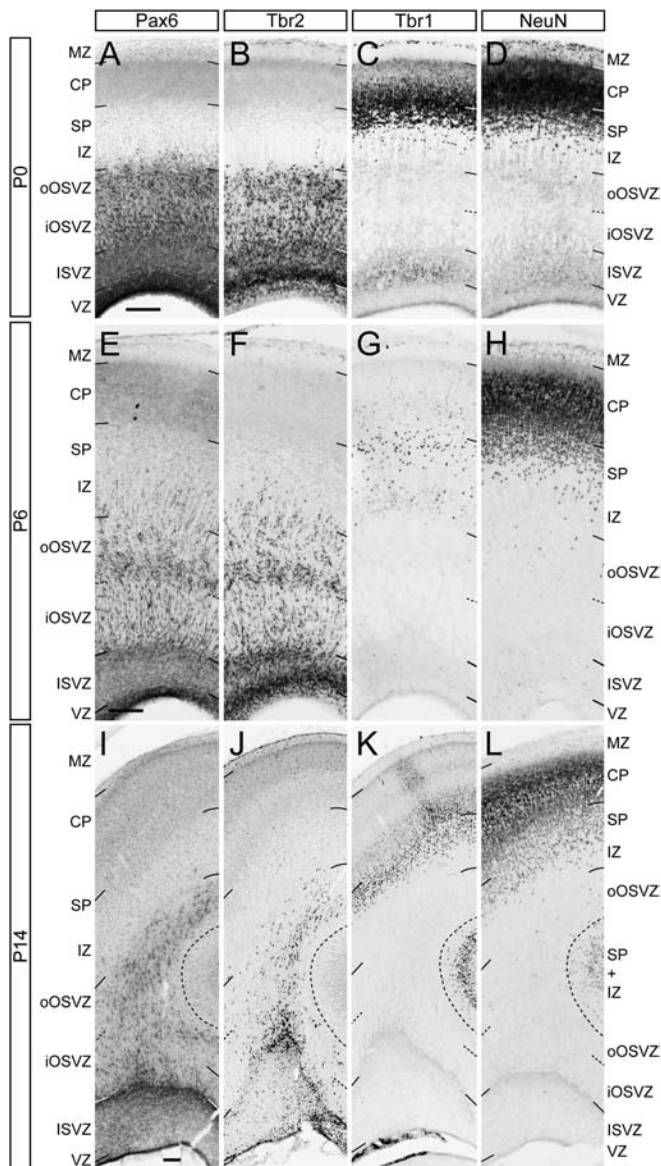 Pax6 Tbr2 Tbr1 NeuN
P0
A B C D
MZ
CP
SP
IZ
oOSVZ
iOSVZ
ISVZ
VZ
MZ
CP
SP
IZ
oOSVZ
iOSVZ
ISVZ
VZ
P6
E F G H
MZ
CP
SP
IZ
oOSVZ
iOSVZ
ISVZ
VZ
MZ
CP
SP
IZ
oOSVZ
iOSVZ
ISVZ
VZ
P14
I J K L
MZ
CP
SP
IZ
oOSVZ
iOSVZ
ISVZ
VZ
MZ
CP
SP
IZ
oOSVZ
SP
+
IZ
oOSVZ
iOSVZ
ISVZ
VZ